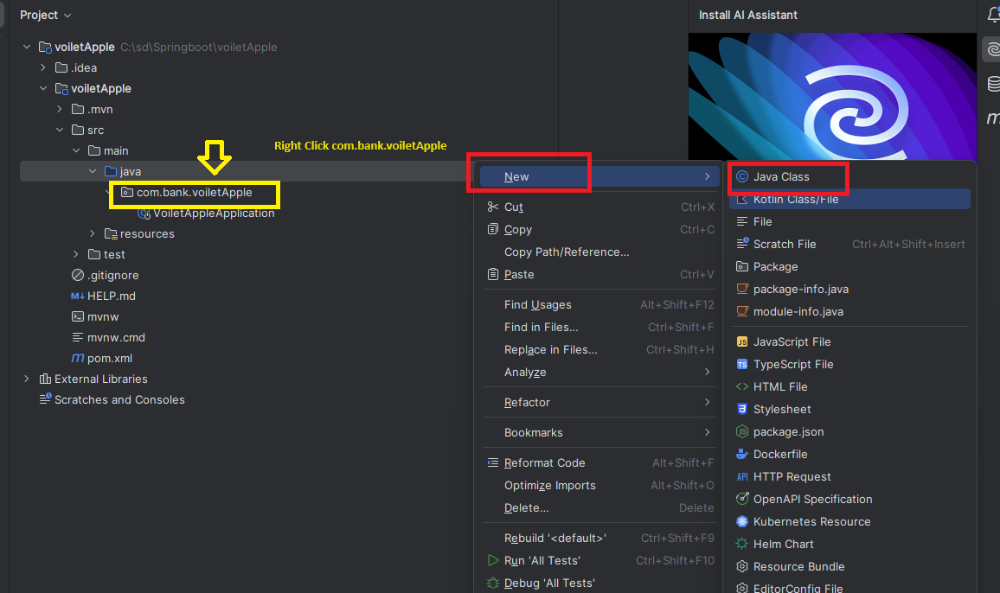 Project
Install AI Assistant
voiletApple C:\sd\Springboot\voiletApple
.idea
voiletApple
.mvn
src
main
java
com.bank.voiletApple
VoiletAppleApplication
resources
test
.gitignore
M↓ HELP.md
mvnw
mvnw.cmd
m pom.xml
External Libraries
Scratches and Consoles
Right Click com.bank.voiletApple
New
Cut Ctrl+X
Copy Ctrl+C
Copy Path/Reference...
Paste Ctrl+V
Find Usages Alt+Shift+F12
Find in Files... Ctrl+Shift+F
Replace in Files... Ctrl+Shift+H
Analyze
Refactor
Bookmarks
Reformat Code Alt+Shift+F
Optimize Imports Alt+Shift+O
Delete... Delete
Rebuild '<default>' Ctrl+Shift+F9
Run 'All Tests' Ctrl+Shift+F10
Debug 'All Tests'
Java Class
Kotlin Class/File
File
Scratch File Ctrl+Alt+Shift+Insert
Package
package-info.java
module-info.java
JS JavaScript File
TS TypeScript File
<> HTML File
Stylesheet
package.json
Dockerfile
API HTTP Request
OpenAPI Specification
Kubernetes Resource
Helm Chart
Resource Bundle
EditorConfig File
m